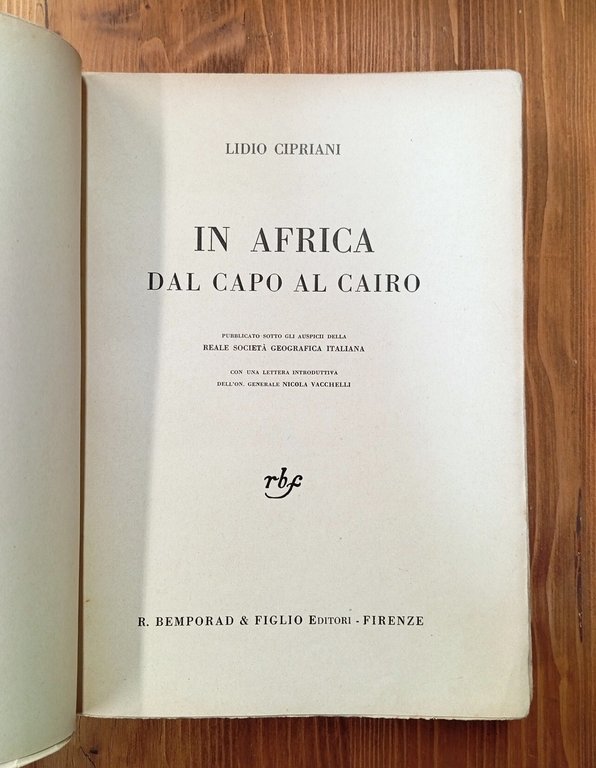 LIDIO CIPRIANI
IN AFRICA
DAL CAPO AL CAIRO
PUBBLICATO SOTTO GLI AUSPICII DELLA
REALE SOCIETÀ GEOGRAFICA ITALIANA
CON UNA LETTERA INTRODUTTIVA
DELL'ON. GENERALE NICOLA VACCHELLI
rbf
R. BEMPORAD & FIGLIO EDITORI - FIRENZE